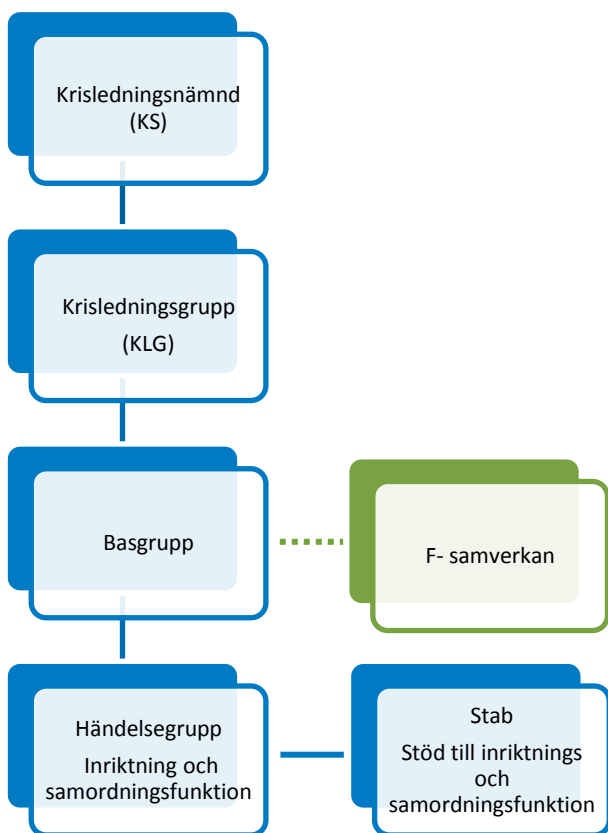 Krisledningsnämnd
(KS)
Krisledningsgrupp
(KLG)
Basgrupp
F- samverkan
Händelsegrupp
Inriktning och
samordningsfunktion
Stab
Stöd till inriktnings
och
samordningsfunktion